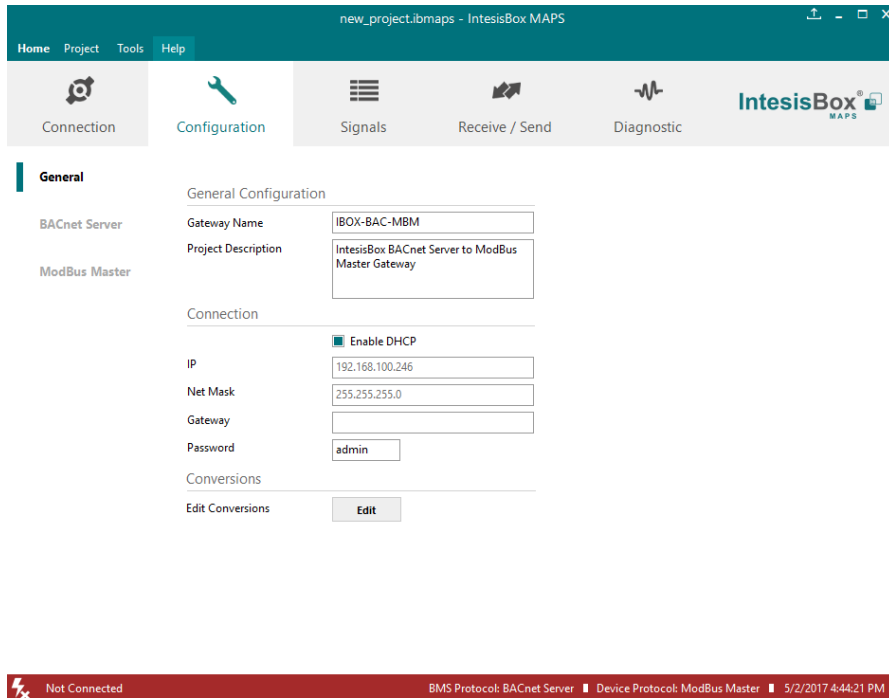 new_project.ibmaps - IntesisBox MAPS
Home Project Tools Help
Connection Configuration Signals Receive / Send Diagnostic
IntesisBox®
MAPS
General
BACnet Server
ModBus Master
General Configuration
Gateway Name IBOX-BAC-MBM
Project Description IntesisBox BACnet Server to ModBus
Master Gateway
Connection
Enable DHCP
IP 192.168.100.246
Net Mask 255.255.255.0
Gateway
Password admin
Conversions
Edit Conversions Edit
Not Connected BMS Protocol: BACnet Server Device Protocol: ModBus Master 5/2/2017 4:44:21 PM